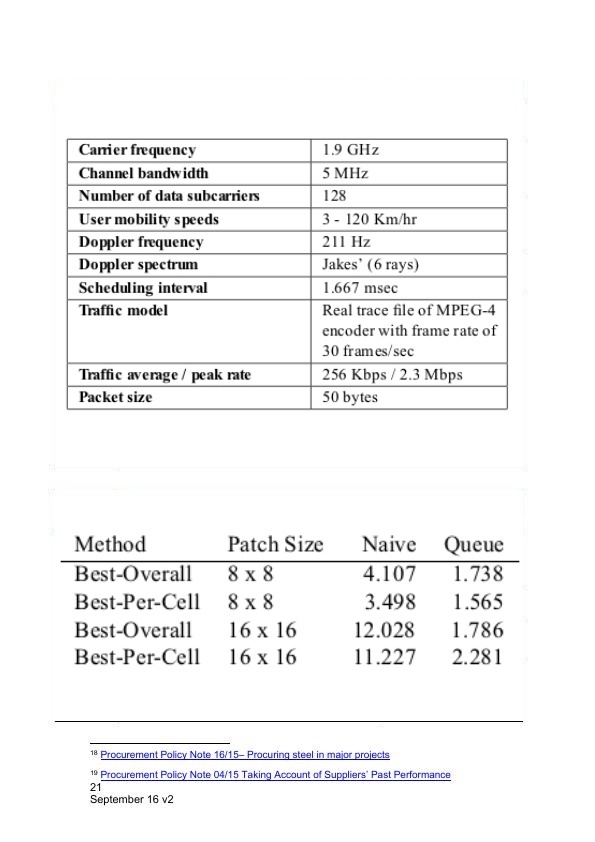 Carrier frequency 1.9 GHz
Channel bandwidth 5 MHz
Number of data subcarriers 128
User mobility speeds 3 - 120 Km/hr
Doppler frequency 211 Hz
Doppler spectrum Jakes’ (6 rays)
Scheduling interval 1.667 msec
Traffic model Real trace file of MPEG-4
encoder with frame rate of
30 frames/sec
Traffic average / peak rate 256 Kbps / 2.3 Mbps
Packet size 50 bytes
Method Patch Size Naive Queue
Best-Overall 8 x 8 4.107 1.738
Best-Per-Cell 8 x 8 3.498 1.565
Best-Overall 16 x 16 12.028 1.786
Best-Per-Cell 16 x 16 11.227 2.281
18 Procurement Policy Note 16/15– Procuring steel in major projects
19 Procurement Policy Note 04/15 Taking Account of Suppliers’ Past Performance
21
September 16 v2